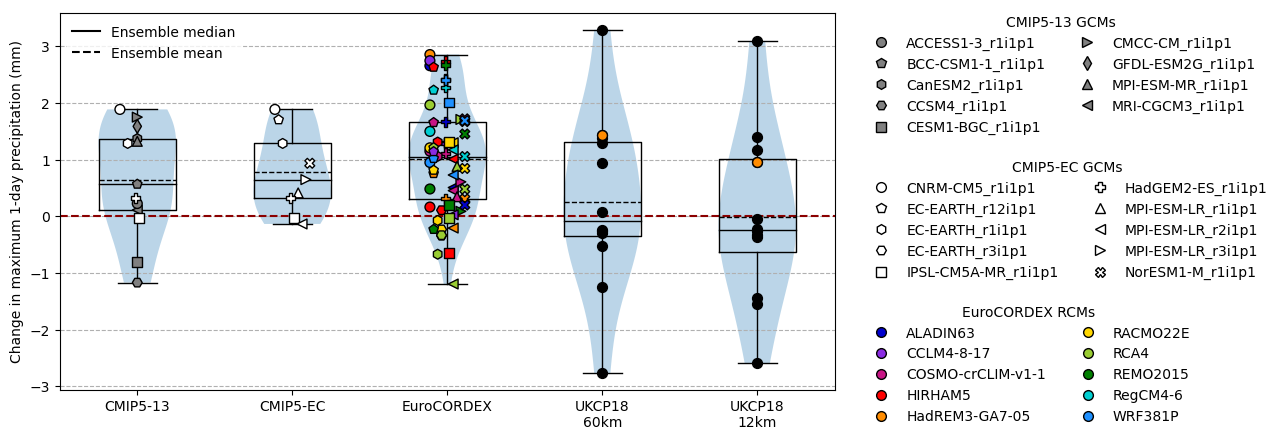 Change in maximum 1-day precipitation (mm)
3
2
1
0
−1
−2
−3
Ensemble median
Ensemble mean
CMIP5-13
CMIP5-EC
EuroCORDEX
UKCP18
60km
UKCP18
12km
CMIP5-13 GCMs
ACCESS1-3_r1i1p1
BCC-CSM1-1_r1i1p1
CanESM2_r1i1p1
CCSM4_r1i1p1
CESM1-BGC_r1i1p1
CMCC-CM_r1i1p1
GFDL-ESM2G_r1i1p1
MPI-ESM-MR_r1i1p1
MRI-CGCM3_r1i1p1
CMIP5-EC GCMs
CNRM-CM5_r1i1p1
EC-EARTH_r12i1p1
EC-EARTH_r1i1p1
EC-EARTH_r3i1p1
IPSL-CM5A-MR_r1i1p1
HadGEM2-ES_r1i1p1
MPI-ESM-LR_r1i1p1
MPI-ESM-LR_r2i1p1
MPI-ESM-LR_r3i1p1
NorESM1-M_r1i1p1
EuroCORDEX RCMs
ALADIN63
CCLM4-8-17
COSMO-crCLIM-v1-1
HIRHAM5
HadREM3-GA7-05
RACMO22E
RCA4
REMO2015
RegCM4-6
WRF381P